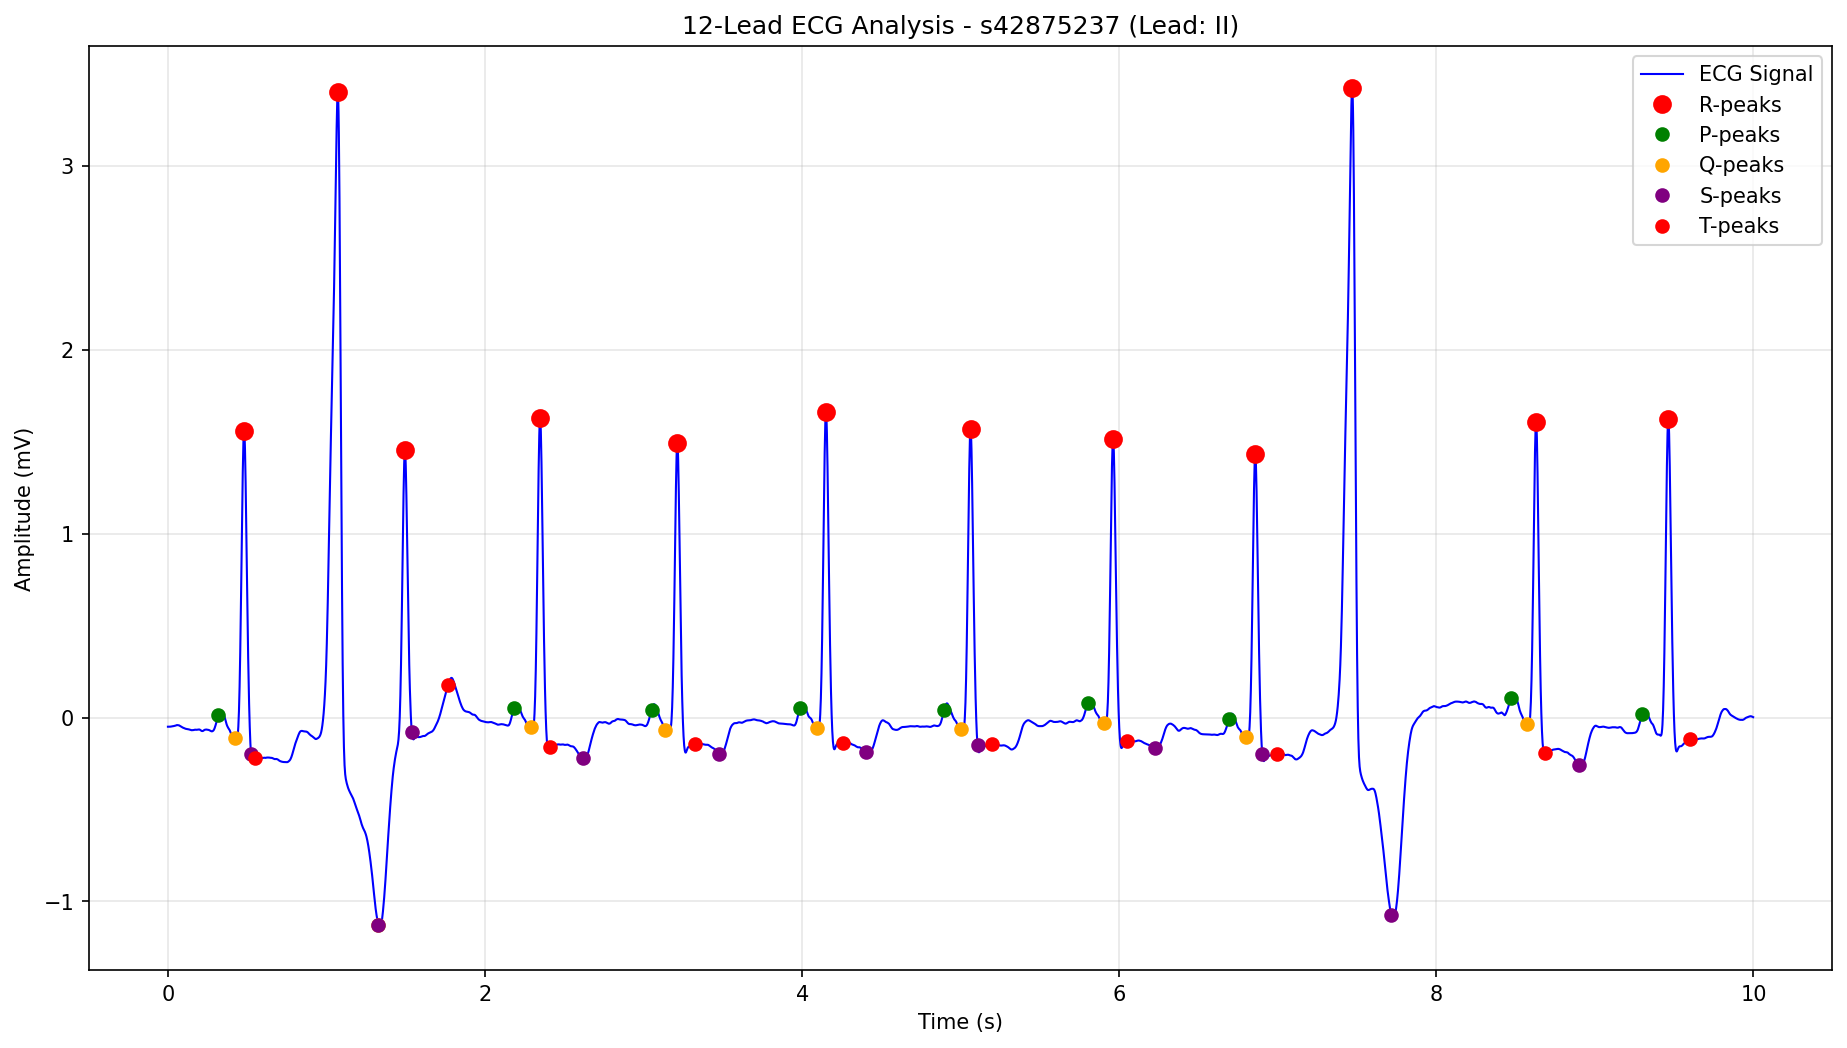 12-Lead ECG Analysis - s42875237 (Lead: II)
ECG Signal
R-peaks
P-peaks
Q-peaks
S-peaks
T-peaks
Amplitude (mV)
3
2
1
0
−1
0
2
4
6
8
10
Time (s)